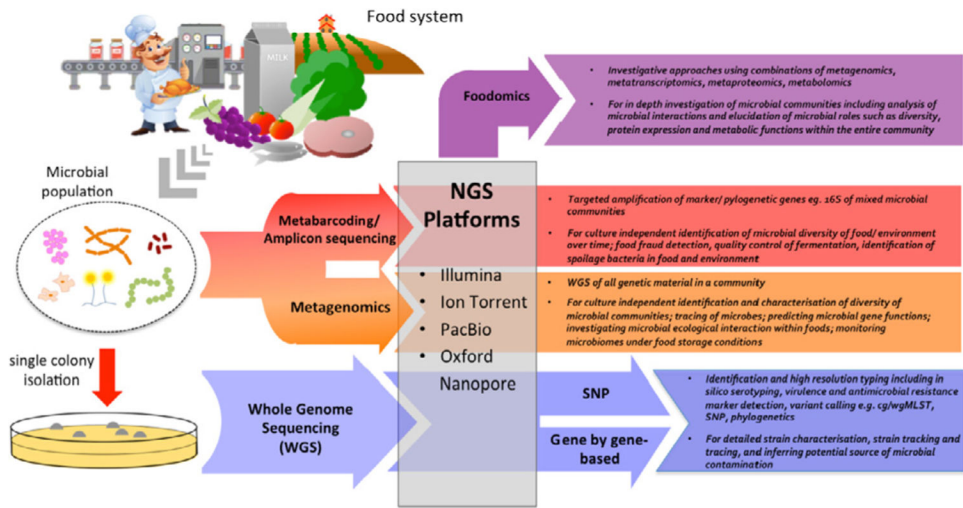 Food system
MILK
Foodomics
• Investigative approaches using combinations of metagenomics,
metatranscriptomics, metaproteomics, metabolomics
• For in depth investigation of microbial communities including analysis of
microbial interactions and elucidation of microbial roles such as diversity,
protein expression and metabolic functions within the entire community
Microbial
population
NGS
Platforms
• Illumina
• Ion Torrent
• PacBio
• Oxford
Nanopore
Metabarcoding/
Amplicon sequencing
• Targeted amplification of marker/ pylogenetic genes eg. 16S of mixed microbial
communities
• For culture independent identification of microbial diversity of food/ environment
over time; food fraud detection, quality control of fermentation, identification of
spoilage bacteria in food and environment
Metagenomics
• WGS of all genetic material in a community
• For culture independent identification and characterisation of diversity of
microbial communities; tracing of microbes; predicting microbial gene functions;
investigating microbial ecological interaction within foods; monitoring
microbiomes under food storage conditions
single colony
isolation
Whole Genome
Sequencing
(WGS)
SNP
Gene by gene-
based
• Identification and high resolution typing including in
silico serotyping, virulence and antimicrobial resistance
marker detection, variant calling e.g. cg/wgMLST,
SNP, phylogenetics
• For detailed strain characterisation, strain tracking and
tracing, and inferring potential source of microbial
contamination